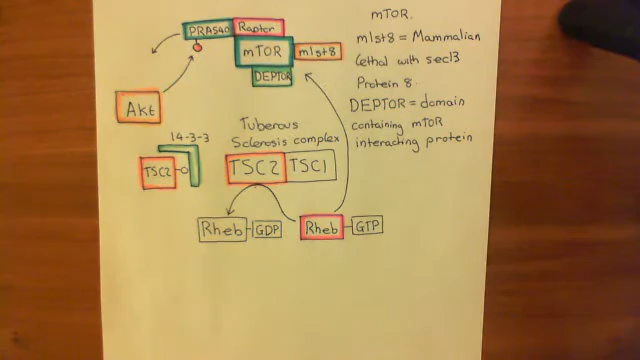 PRAS40
Raptor
mTOR
mlst8
DEPTOR
Akt
14-3-3
TSC2
Tuberous
Sclerosis complex
TSC2
TSC1
Rheb
GDP
Rheb
GTP
mTOR.
mlst8 = Mammalian
lethal with sec13
Protein 8.
DEPTOR = domain
containing mTOR
interacting protein